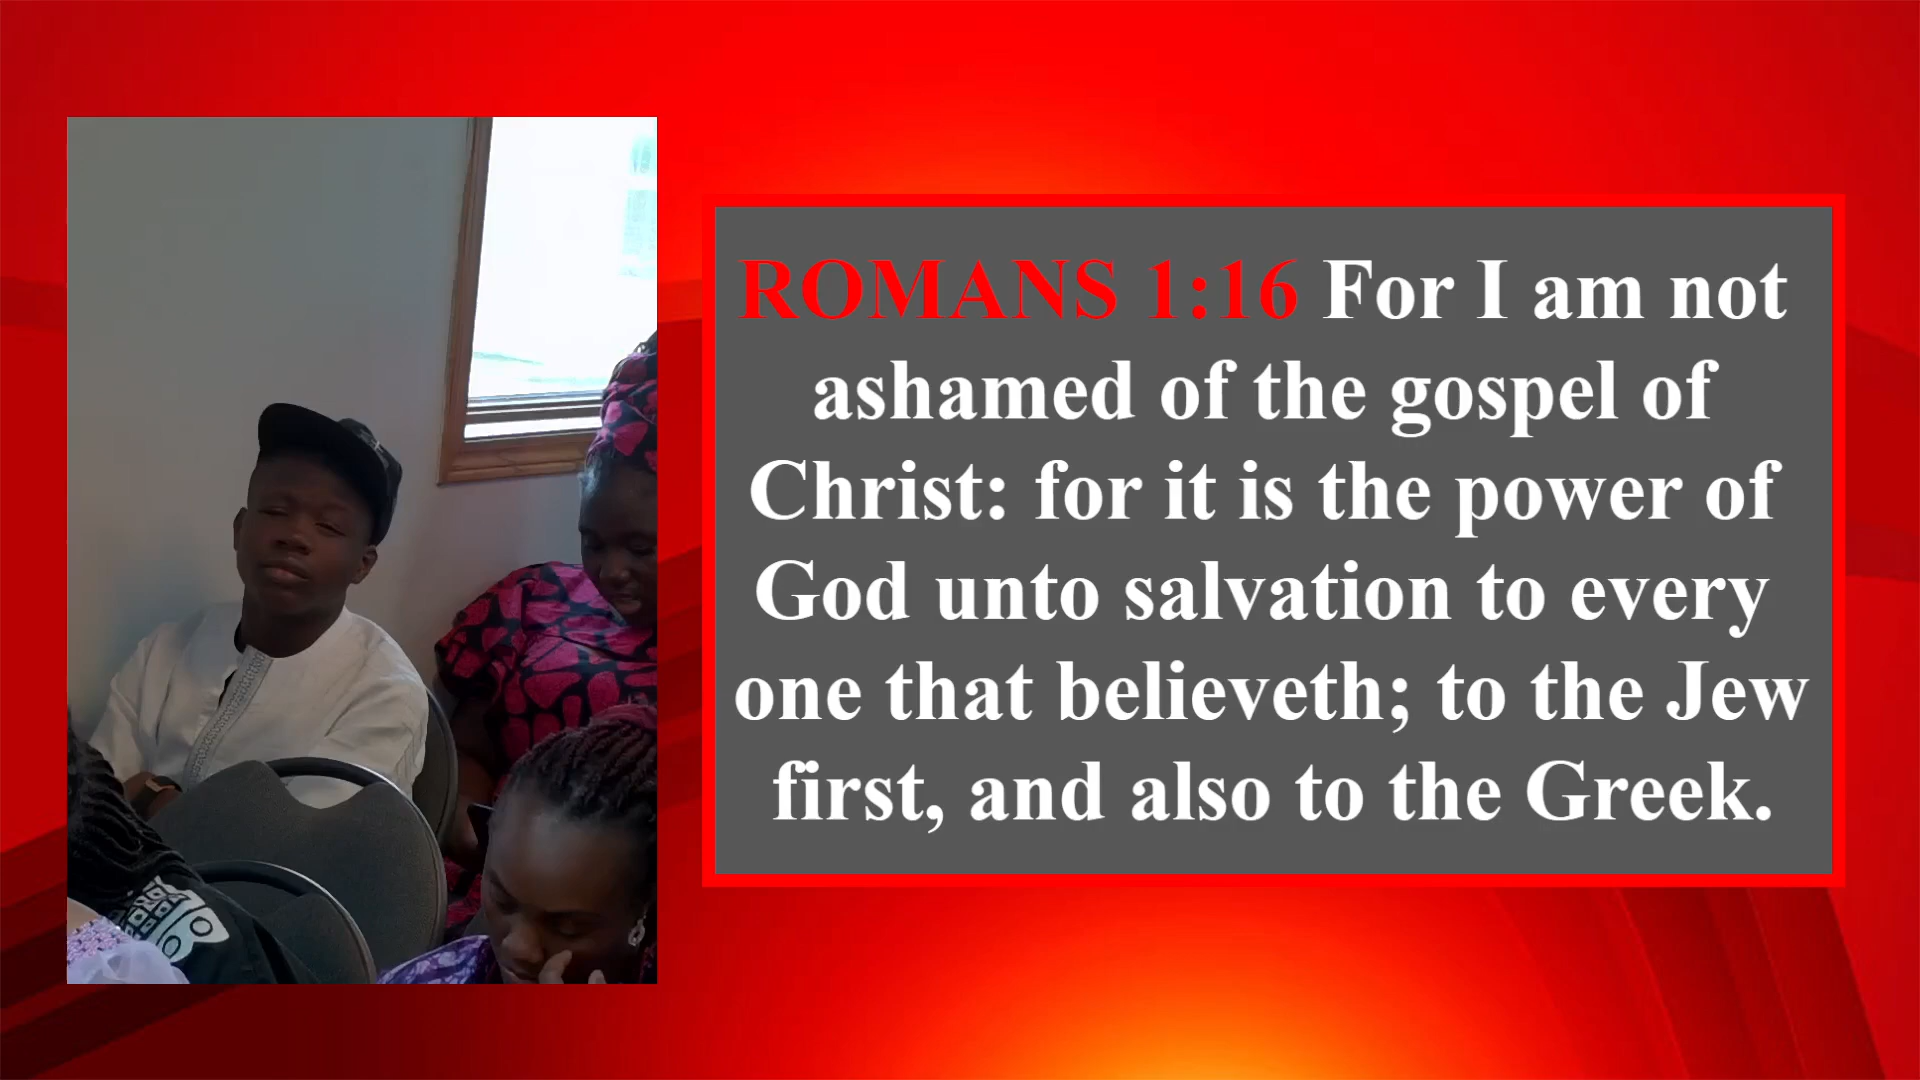 ROMANS 1:16 For I am not
ashamed of the gospel of
Christ: for it is the power of
God unto salvation to every
one that believeth; to the Jew
first, and also to the Greek.